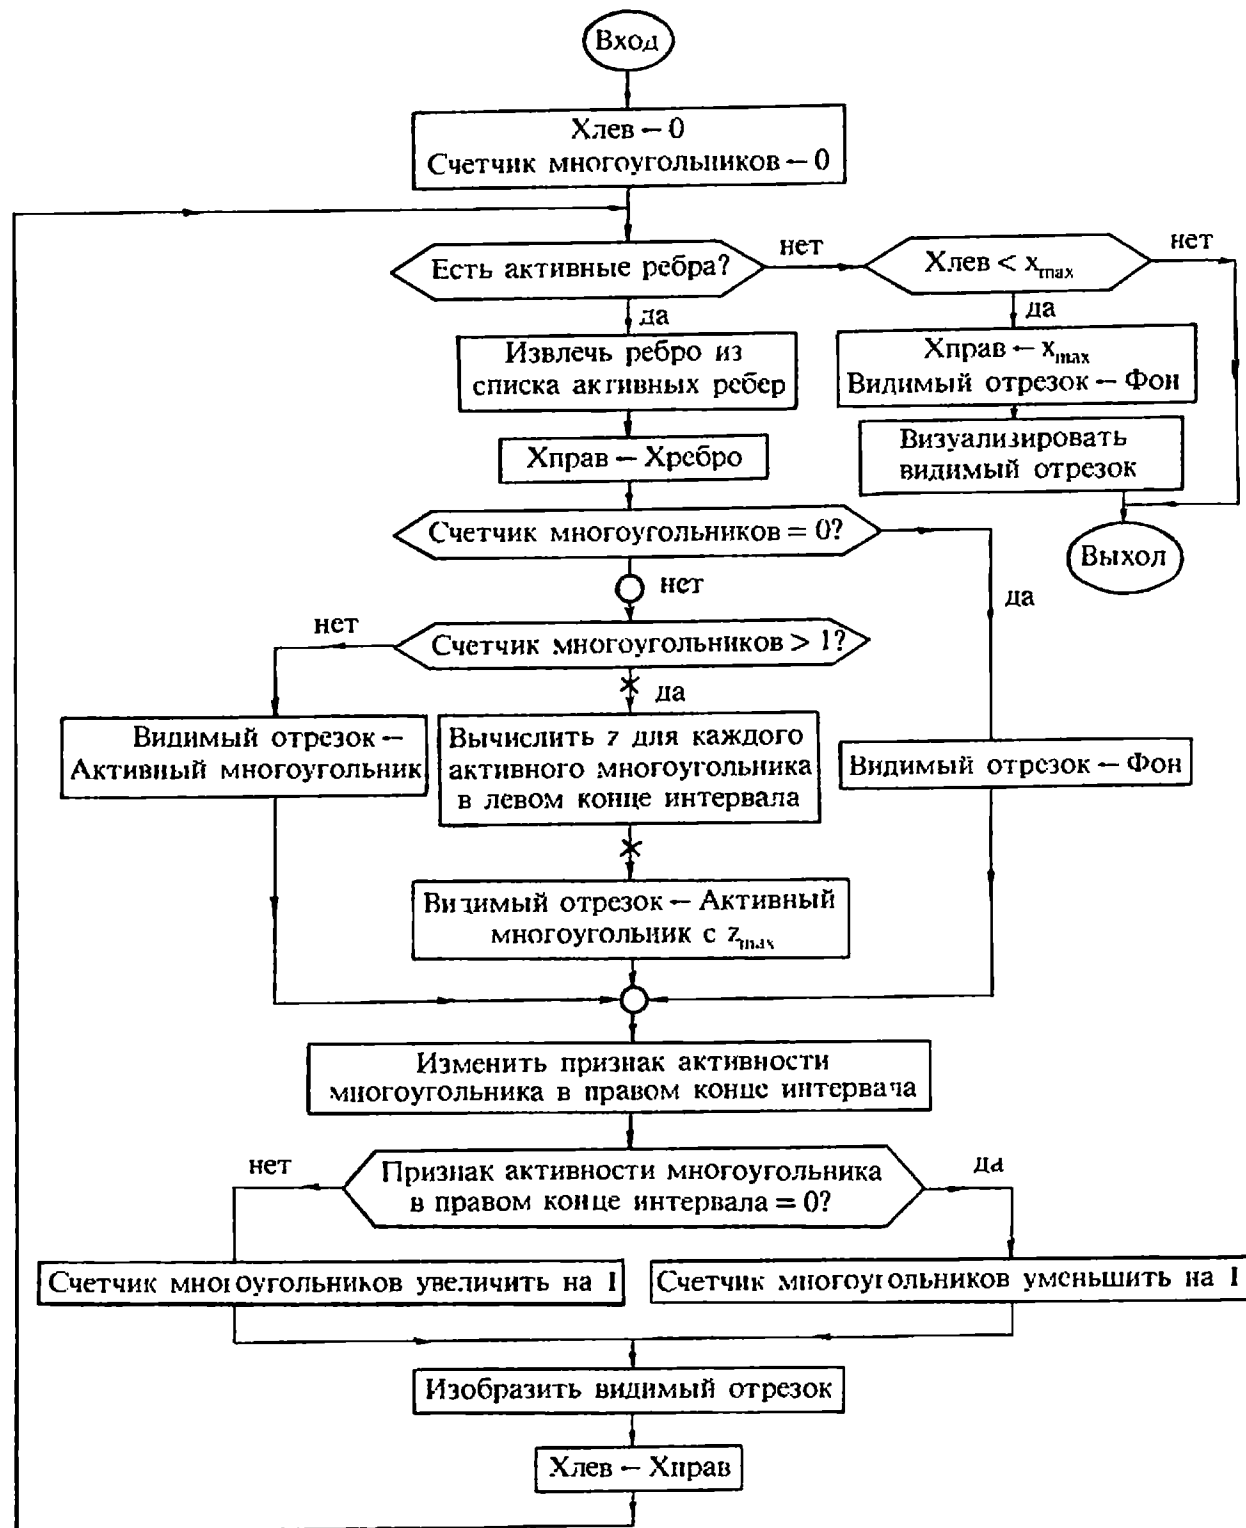 Вход
Xлев – 0
Счетчик многоугольников – 0
Есть активные ребра?
нет
Xлев < x_max
нет
да
Извлечь ребро из
списка активных ребер
да
Xправ – x_max
Видимый отрезок – Фон
Визуализировать
видимый отрезок
Xправ – Xребро
Счетчик многоугольников = 0?
Выход
нет
да
нет
Счетчик многоугольников > 1?
да
Видимый отрезок –
Активный многоугольник
Вычислить z для каждого
активного многоугольника
в левом конце интервала
Видимый отрезок – Фон
Видимый отрезок – Активный
многоугольник с z_max
Изменить признак активности
многоугольника в правом конце интервала
нет
Признак активности многоугольника
в правом конце интервала = 0?
да
Счетчик многоугольников увеличить на 1
Счетчик многоугольников уменьшить на 1
Изобразить видимый отрезок
Xлев – Xправ